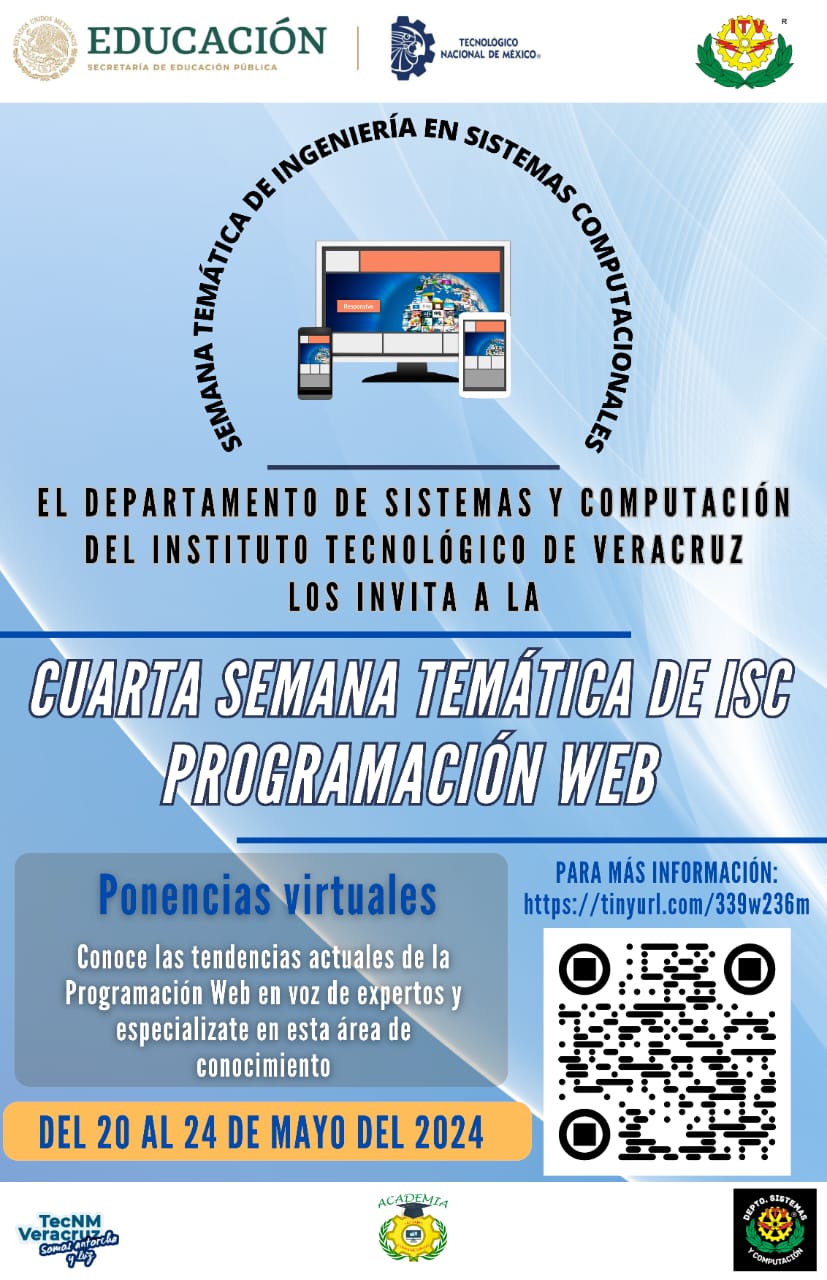 EDUCACIÓN
SECRETARÍA DE EDUCACIÓN PÚBLICA
TECNOLÓGICO
NACIONAL DE MÉXICO®
ITV
®
SEMANA TEMÁTICA DE INGENIERÍA EN SISTEMAS COMPUTACIONALES
Responsive
EL DEPARTAMENTO DE SISTEMAS Y COMPUTACIÓN
DEL INSTITUTO TECNOLÓGICO DE VERACRUZ
LOS INVITA A LA
CUARTA SEMANA TEMÁTICA DE ISC
PROGRAMACIÓN WEB
Ponencias virtuales
Conoce las tendencias actuales de la
Programación Web en voz de expertos y
especializate en esta área de
conocimiento
PARA MÁS INFORMACIÓN:
https://tinyurl.com/339w236m
DEL 20 AL 24 DE MAYO DEL 2024
TecNM
Veracruz
Somos antorcha
y luz
ACADEMIA
DEPTO. SISTEMAS
Y COMPUTACIÓN